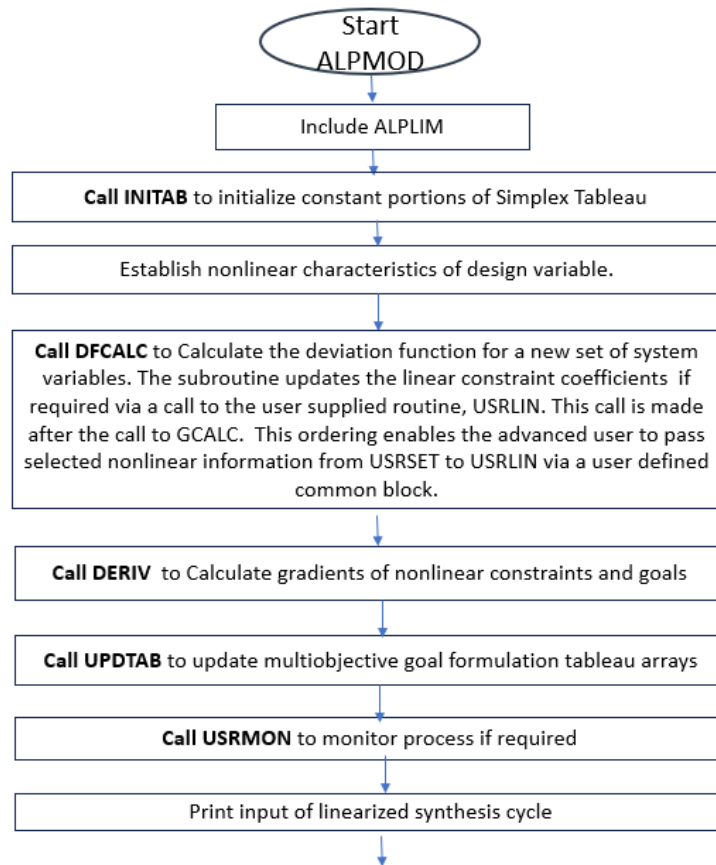 Start
ALPMOD
Include ALPLIM
Call INITAB to initialize constant portions of Simplex Tableau
Establish nonlinear characteristics of design variable.
Call DFCALC to Calculate the deviation function for a new set of system
variables. The subroutine updates the linear constraint coefficients if
required via a call to the user supplied routine, USRLIN. This call is made
after the call to GCALC. This ordering enables the advanced user to pass
selected nonlinear information from USRSET to USRLIN via a user defined
common block.
Call DERIV to Calculate gradients of nonlinear constraints and goals
Call UPDTAB to update multiobjective goal formulation tableau arrays
Call USRMON to monitor process if required
Print input of linearized synthesis cycle